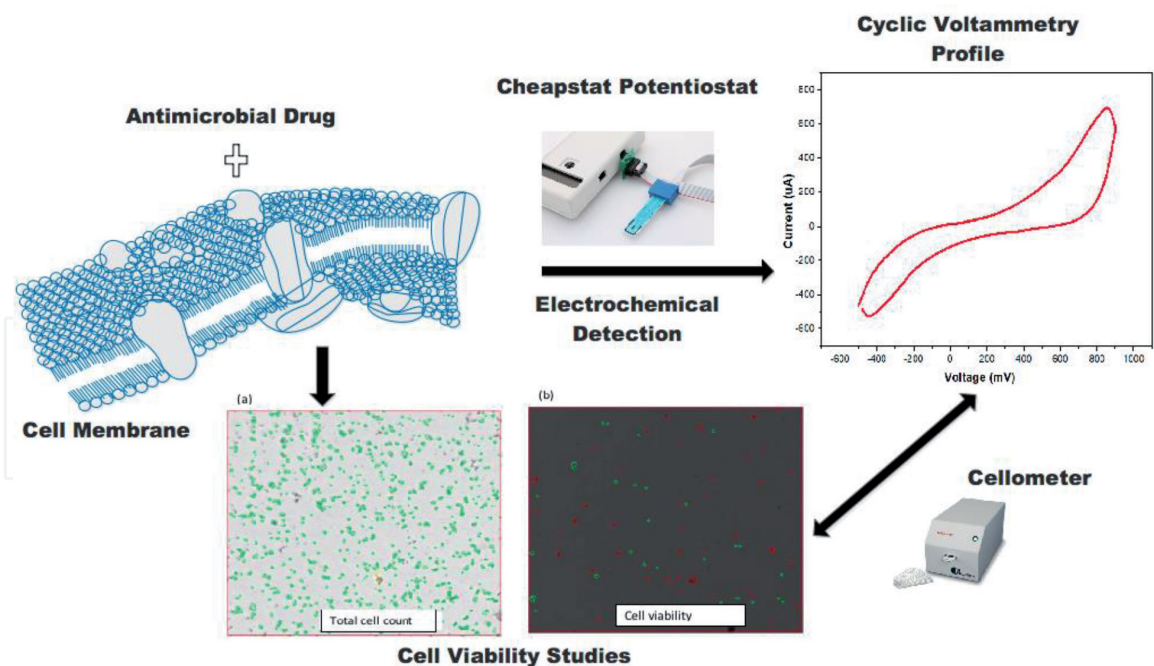 Cyclic Voltammetry
Profile
Cheapstat Potentiostat
Antimicrobial Drug
800
600
400
200
0
-200
-400
-600
Current (uA)
-600 -400 -200 0 200 400 600 800 1000
Voltage (mV)
Electrochemical
Detection
Cell Membrane
(a)
(b)
Total cell count
Cell viability
Cellometer
Cell Viability Studies